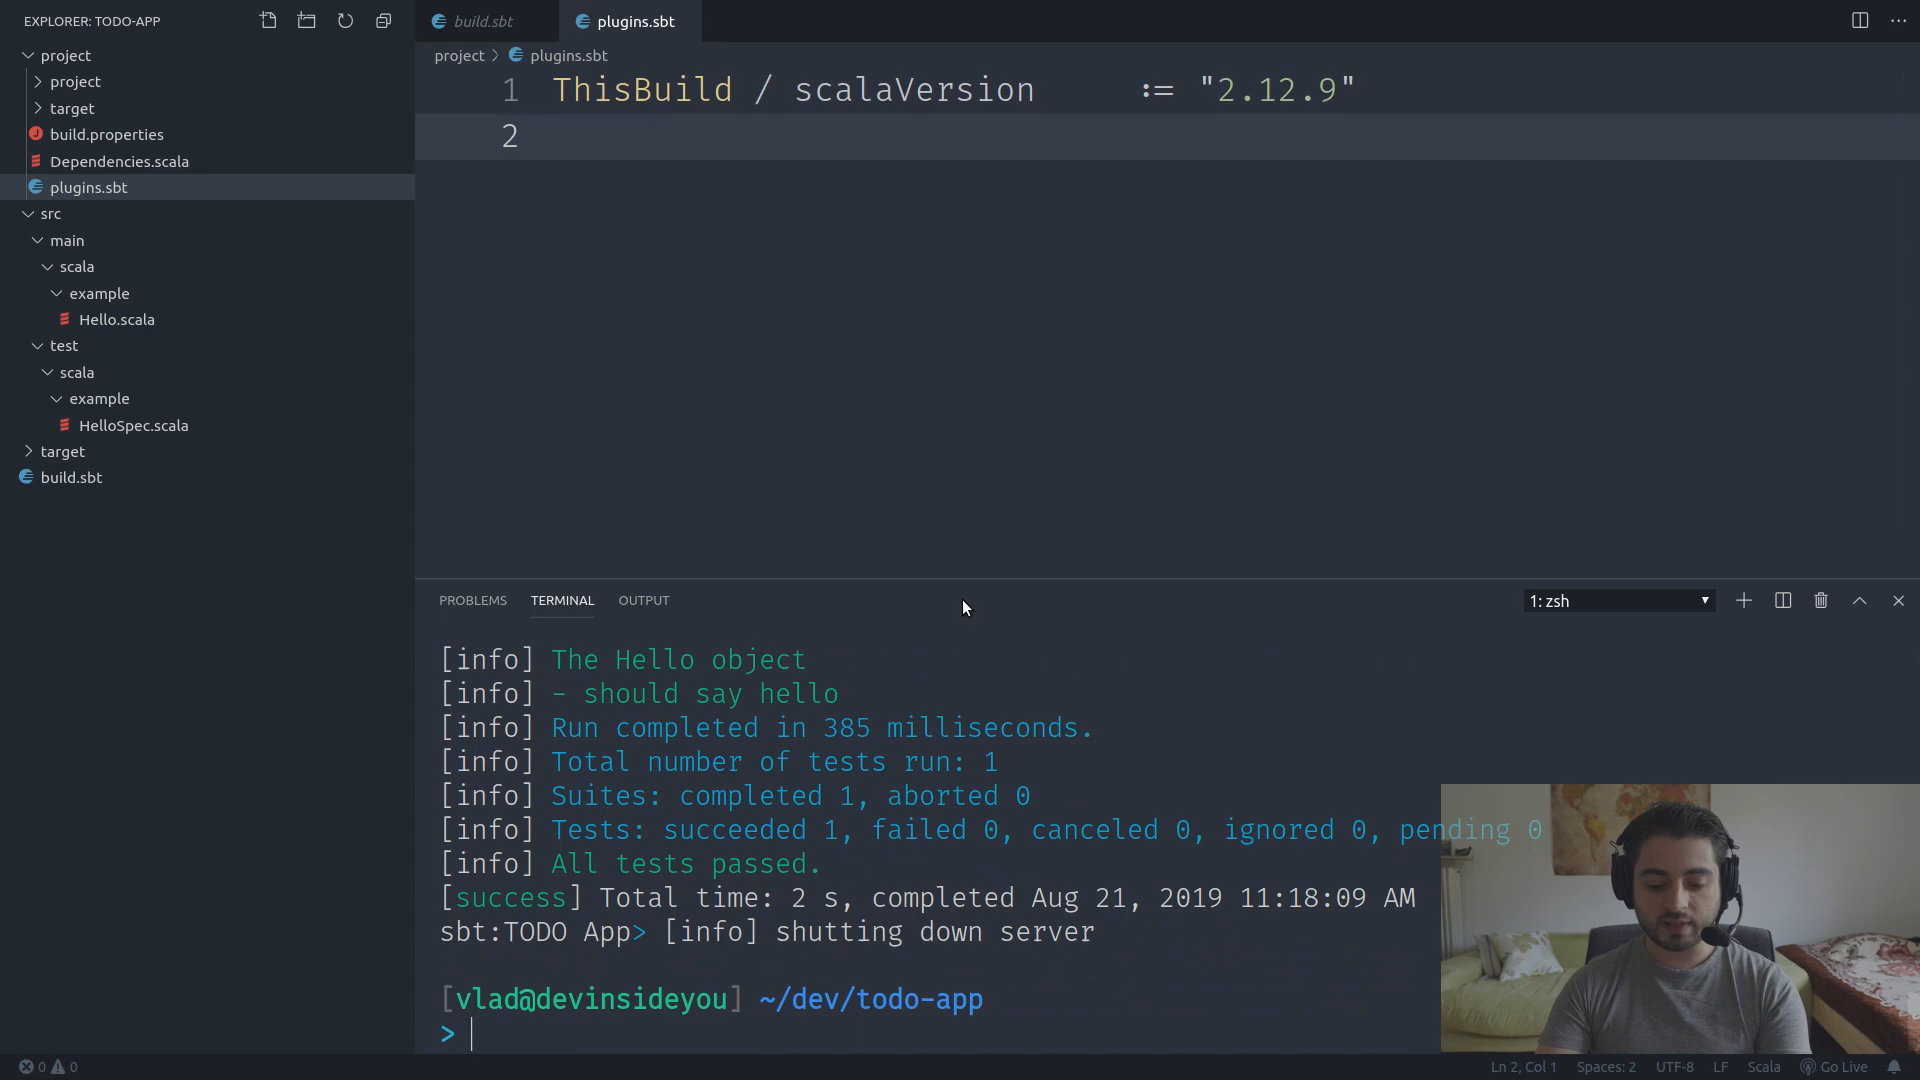 EXPLORER: TODO-APP
project
project
target
build.properties
Dependencies.scala
plugins.sbt
src
main
scala
example
Hello.scala
test
scala
example
HelloSpec.scala
target
build.sbt
build.sbt
plugins.sbt
project > plugins.sbt
1 ThisBuild / scalaVersion := "2.12.9"
2
PROBLEMS TERMINAL OUTPUT
1: zsh
[info] The Hello object
[info] - should say hello
[info] Run completed in 385 milliseconds.
[info] Total number of tests run: 1
[info] Suites: completed 1, aborted 0
[info] Tests: succeeded 1, failed 0, canceled 0, ignored 0, pending 0
[info] All tests passed.
[success] Total time: 2 s, completed Aug 21, 2019 11:18:09 AM
sbt:TODO App> [info] shutting down server
[vlad@devinsideyou] ~/dev/todo-app
>
0 0
Ln 2, Col 1 Spaces: 2 UTF-8 LF Scala Go Live